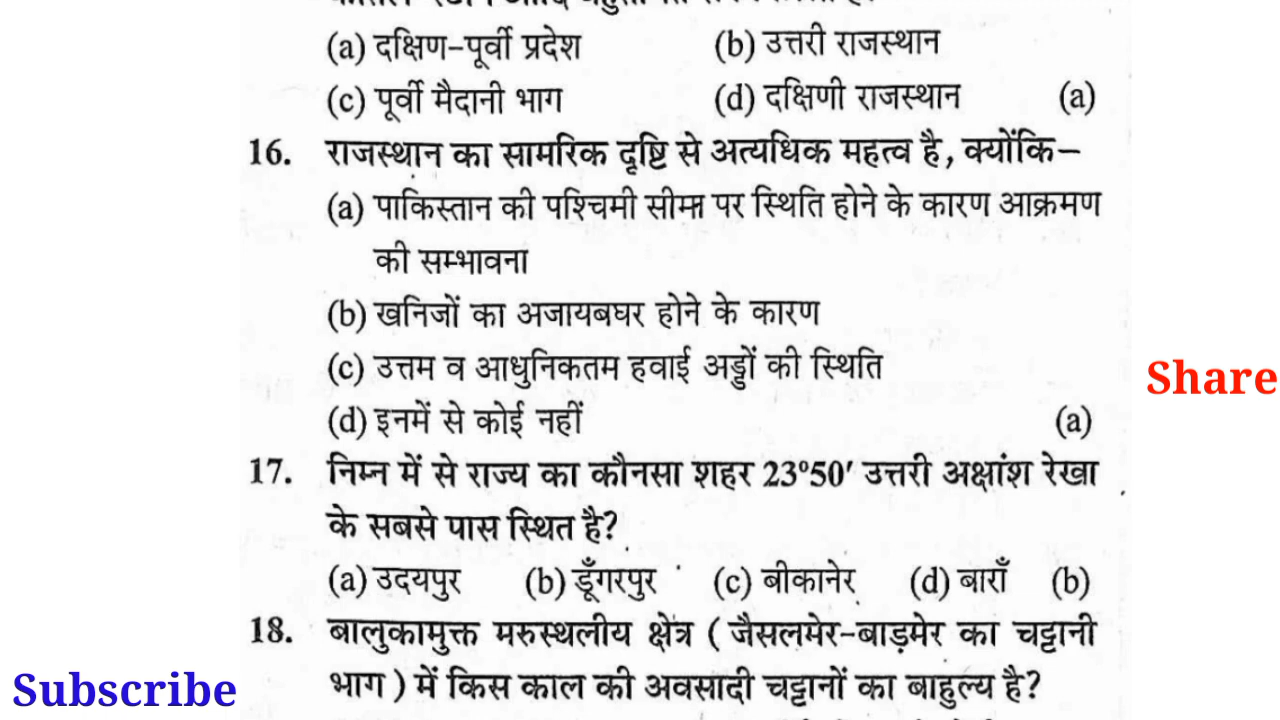 (a) दक्षिण-पूर्वी प्रदेश (b) उत्तरी राजस्थान
(c) पूर्वी मैदानी भाग (d) दक्षिणी राजस्थान (a)
16. राजस्थान का सामरिक दृष्टि से अत्यधिक महत्व है, क्योंकि–
(a) पाकिस्तान की पश्चिमी सीमा पर स्थिति होने के कारण आक्रमण
की सम्भावना
(b) खनिजों का अजायबघर होने के कारण
(c) उत्तम व आधुनिकतम हवाई अड्डों की स्थिति
Share
(d) इनमें से कोई नहीं (a)
17. निम्न में से राज्य का कौनसा शहर 23°50′ उत्तरी अक्षांश रेखा
के सबसे पास स्थित है?
(a) उदयपुर (b) डूँगरपुर (c) बीकानेर (d) बाराँ (b)
18. बालुकामुक्त मरुस्थलीय क्षेत्र (जैसलमेर-बाड़मेर का चट्टानी
भाग) में किस काल की अवसादी चट्टानों का बाहुल्य है?
Subscribe